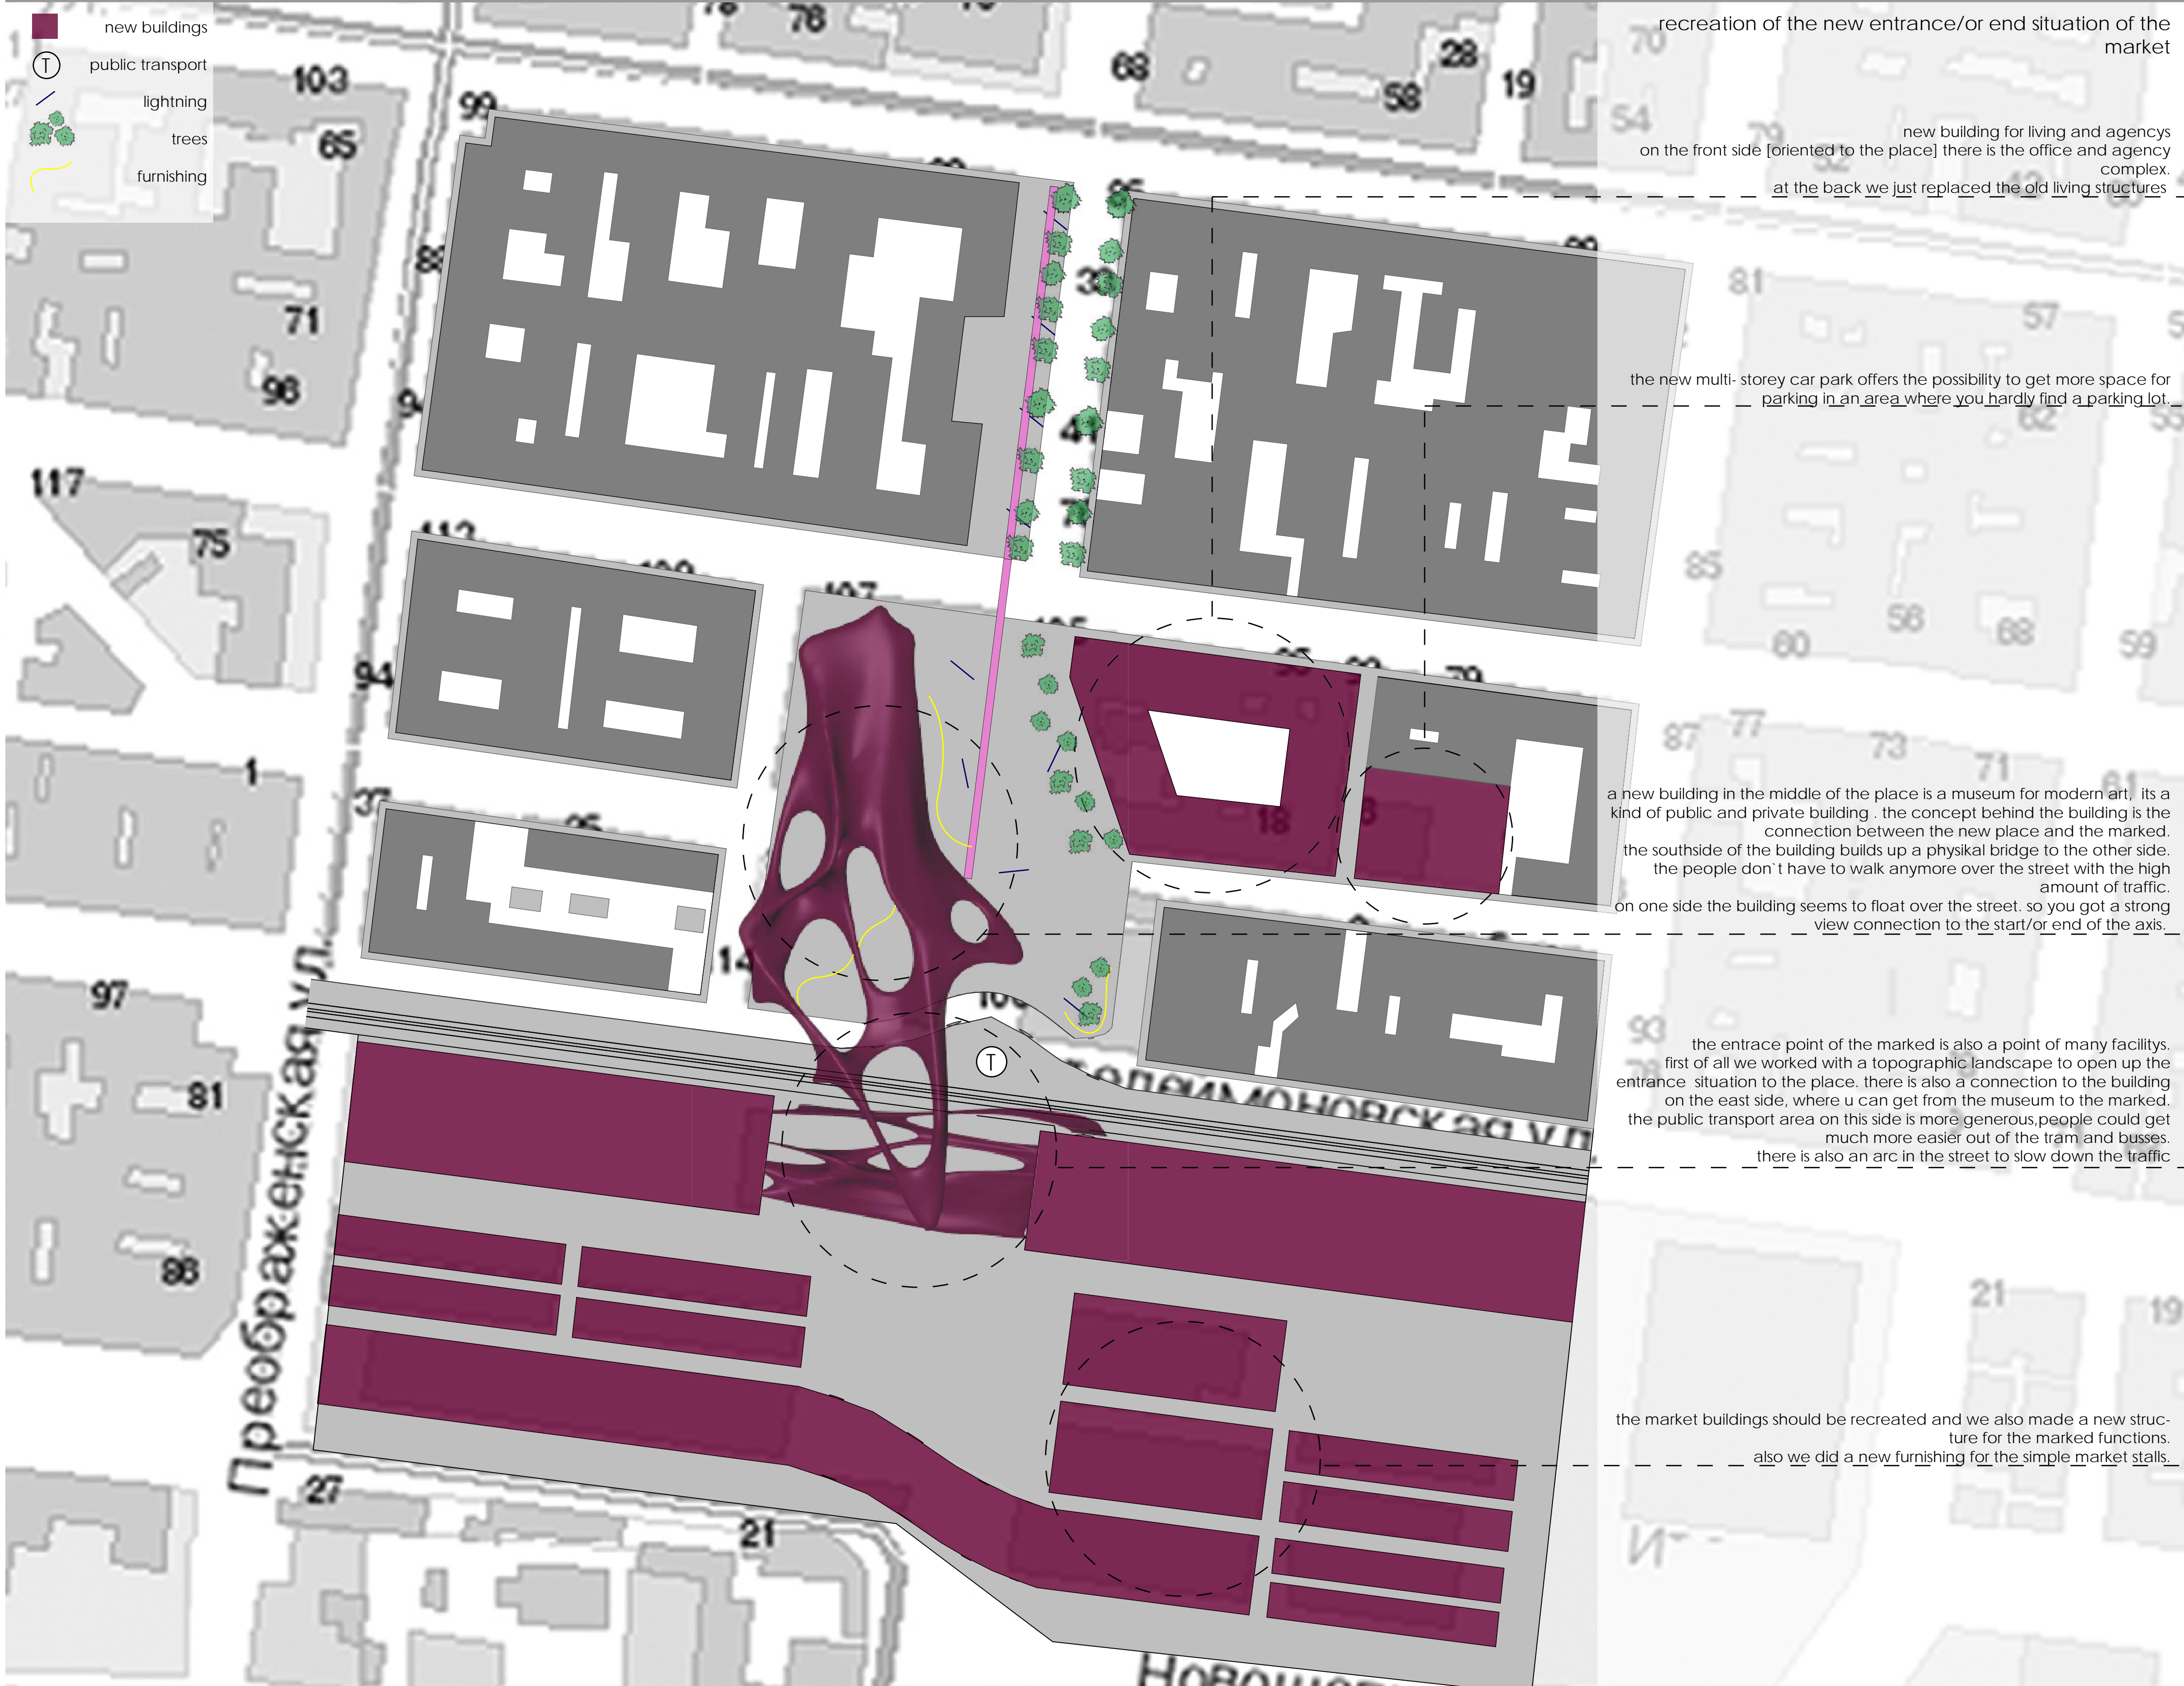 new buildings
T
public transport
lightning
trees
furnishing
recreation of the new entrance/or end situation of the
market
new building for living and agencys
on the front side [oriented to the place] there is the office and agency
complex.
at the back we just replaced the old living structures
the new multi- storey car park offers the possibility to get more space for
parking in an area where you hardly find a parking lot.
a new building in the middle of the place is a museum for modern art, its a
kind of public and private building . the concept behind the building is the
connection between the new place and the marked.
the southside of the building builds up a physikal bridge to the other side.
the people don`t have to walk anymore over the street with the high
amount of traffic.
on one side the building seems to float over the street. so you got a strong
view connection to the start/or end of the axis.
the entrace point of the marked is also a point of many facilitys.
first of all we worked with a topographic landscape to open up the
entrance situation to the place. there is also a connection to the building
on the east side, where u can get from the museum to the marked.
the public transport area on this side is more generous,people could get
much more easier out of the tram and busses.
there is also an arc in the street to slow down the traffic
the market buildings should be recreated and we also made a new struc-
ture for the marked functions.
also we did a new furnishing for the simple market stalls.
78
103
65
99
68
58
28
19
70
54
71
98
81
57
62
117
75
85
56
80
68
59
84
1
18
87
77
73
71
81
97
93
81
88
T
Преображенская ул.
21
19
27
21